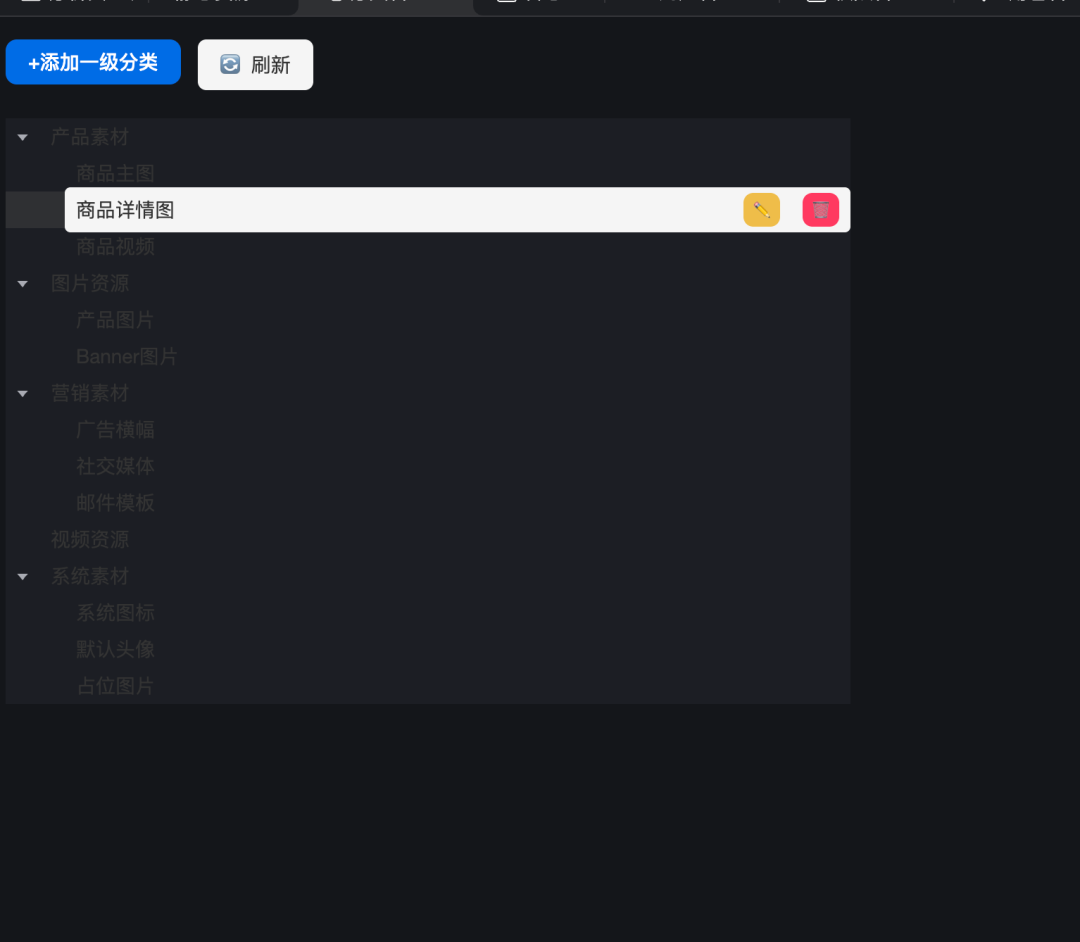 +添加一级分类
刷新
产品素材
商品主图
商品详情图
商品视频
图片资源
产品图片
Banner图片
营销素材
广告横幅
社交媒体
邮件模板
视频资源
系统素材
系统图标
默认头像
占位图片